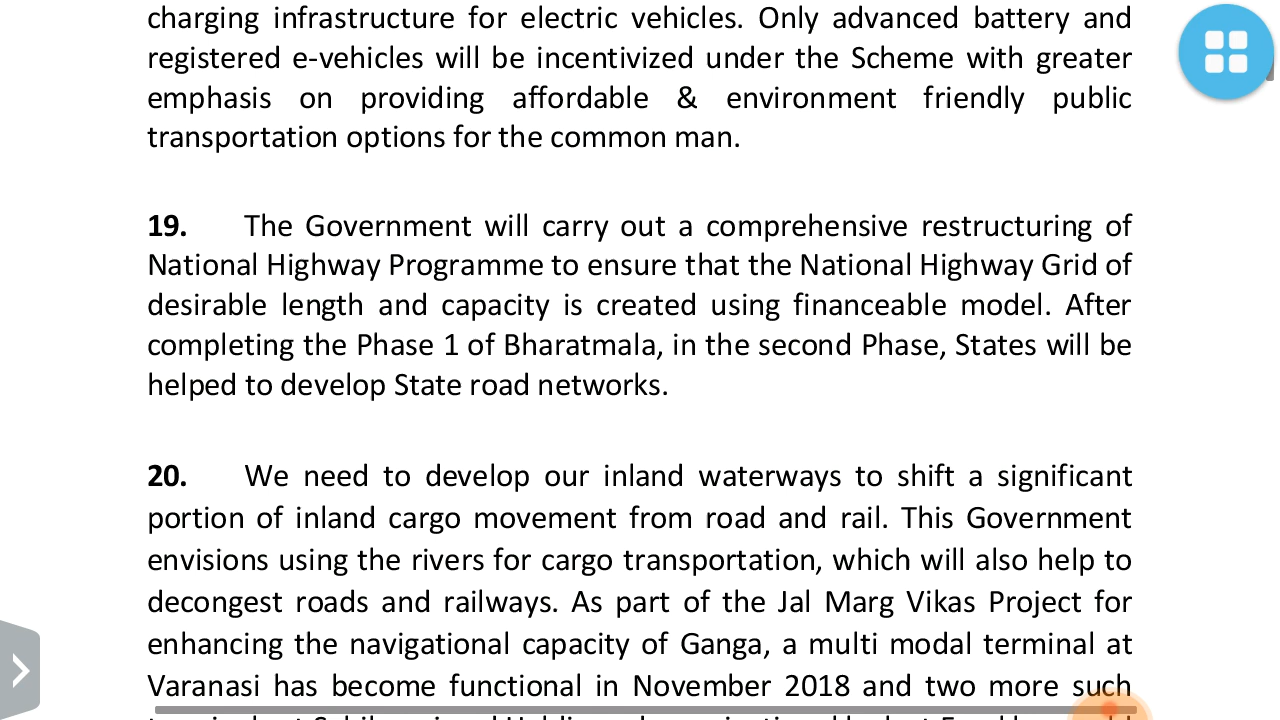 charging infrastructure for electric vehicles. Only advanced battery and
registered e-vehicles will be incentivized under the Scheme with greater
emphasis on providing affordable & environment friendly public
transportation options for the common man.
19. The Government will carry out a comprehensive restructuring of
National Highway Programme to ensure that the National Highway Grid of
desirable length and capacity is created using financeable model. After
completing the Phase 1 of Bharatmala, in the second Phase, States will be
helped to develop State road networks.
20. We need to develop our inland waterways to shift a significant
portion of inland cargo movement from road and rail. This Government
envisions using the rivers for cargo transportation, which will also help to
decongest roads and railways. As part of the Jal Marg Vikas Project for
enhancing the navigational capacity of Ganga, a multi modal terminal at
Varanasi has become functional in November 2018 and two more such